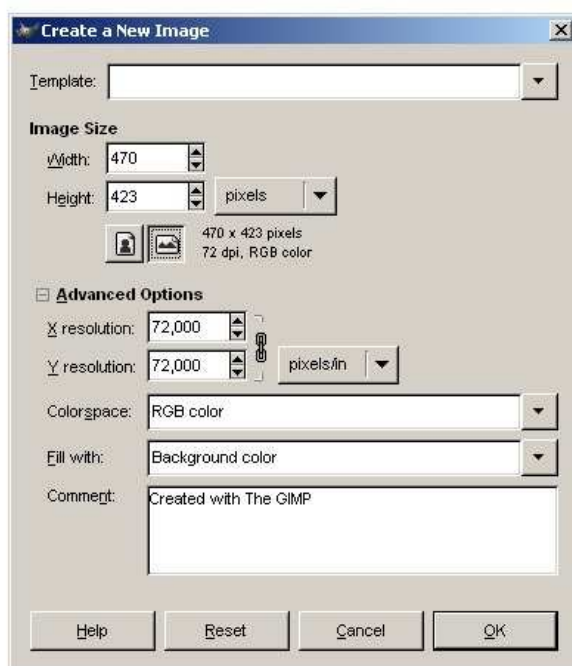 Create a New Image
Template:
Image Size
Width: 470
Height: 423 pixels
470 x 423 pixels
72 dpi, RGB color
Advanced Options
X resolution: 72,000
Y resolution: 72,000 pixels/in
Colorspace: RGB color
Fill with: Background color
Comment: Created with The GIMP
Help Reset Cancel OK